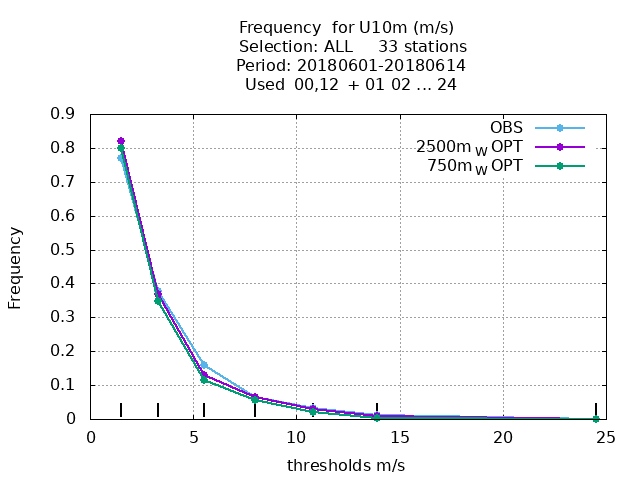 Frequency  for U10m (m/s)
Selection: ALL     33 stations
Period: 20180601-20180614
Used  00,12  + 01 02 ... 24
OBS
2500m W OPT
750m W OPT
Frequency
0.9
0.8
0.7
0.6
0.5
0.4
0.3
0.2
0.1
0
0 5 10 15 20 25
thresholds m/s